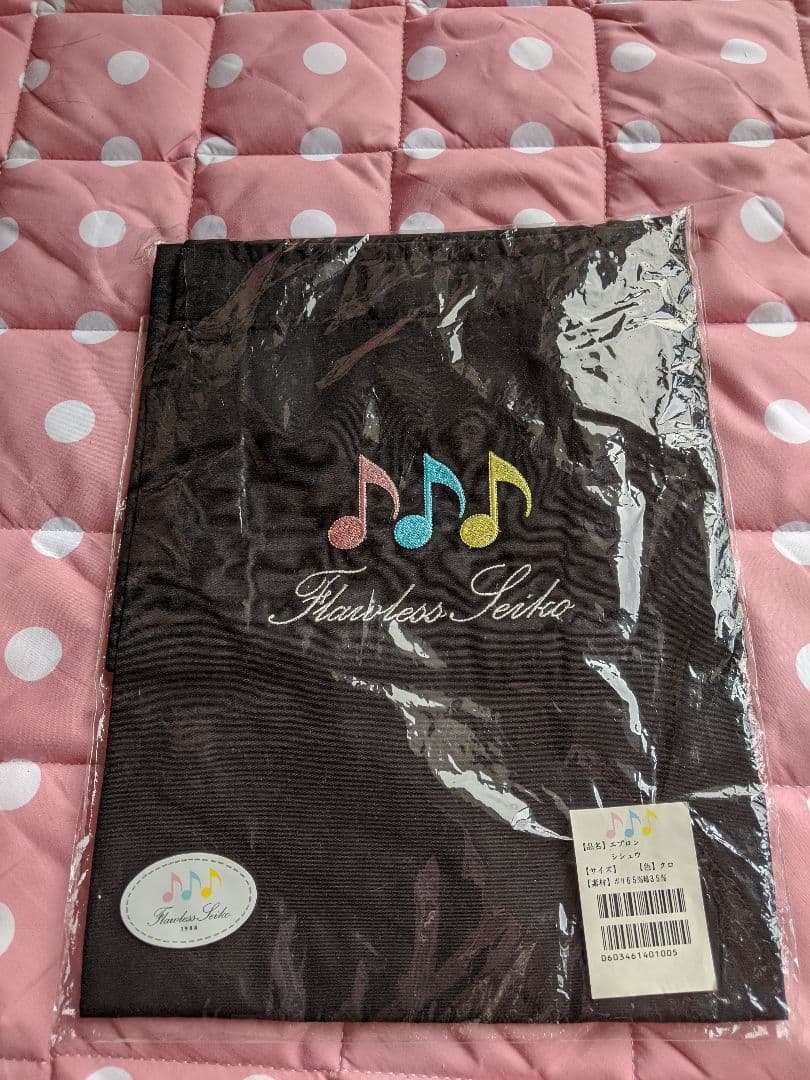 Flawless Seiko
Flawless Seiko
1988
【品名】エプロン
シシュウ
【サイズ】 【色】クロ
【素材】ポリ65%綿35%
0603461401005